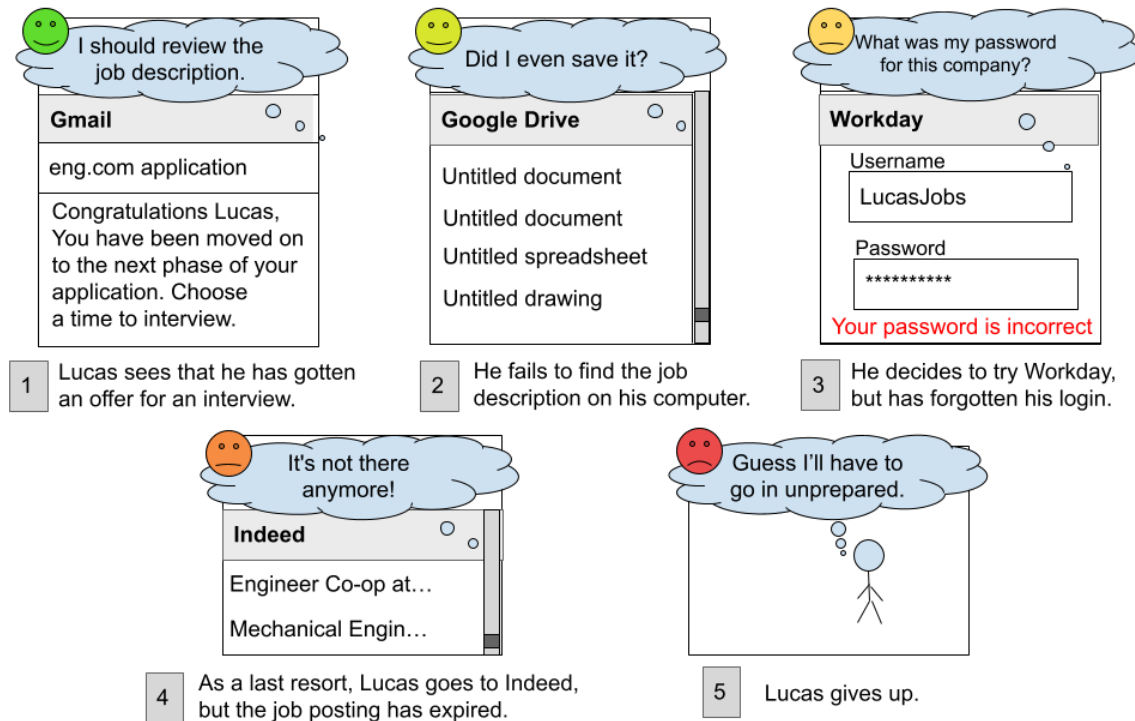 I should review the
job description.
Gmail
eng.com application
Congratulations Lucas,
You have been moved on
to the next phase of your
application. Choose
a time to interview.
1
Lucas sees that he has gotten
an offer for an interview.
Did I even save it?
Google Drive
Untitled document
Untitled document
Untitled spreadsheet
Untitled drawing
2
He fails to find the job
description on his computer.
What was my password
for this company?
Workday
Username
LucasJobs
Password
**********
Your password is incorrect
3
He decides to try Workday,
but has forgotten his login.
It's not there
anymore!
Indeed
Engineer Co-op at…
Mechanical Engin…
4
As a last resort, Lucas goes to Indeed,
but the job posting has expired.
Guess I’ll have to
go in unprepared.
5
Lucas gives up.